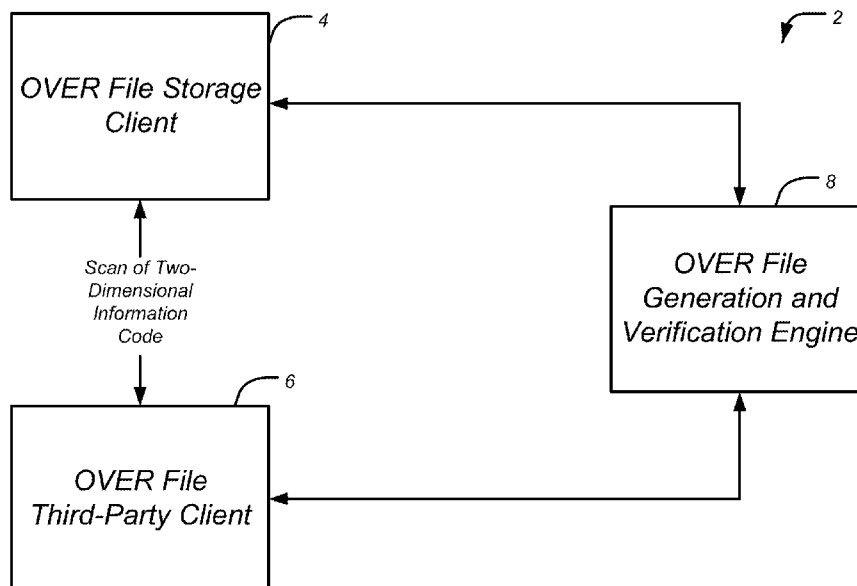 4
2
OVER File Storage
Client
8
OVER File
Generation and
Verification Engine
Scan of Two-
Dimensional
Information
Code
6
OVER File
Third-Party Client